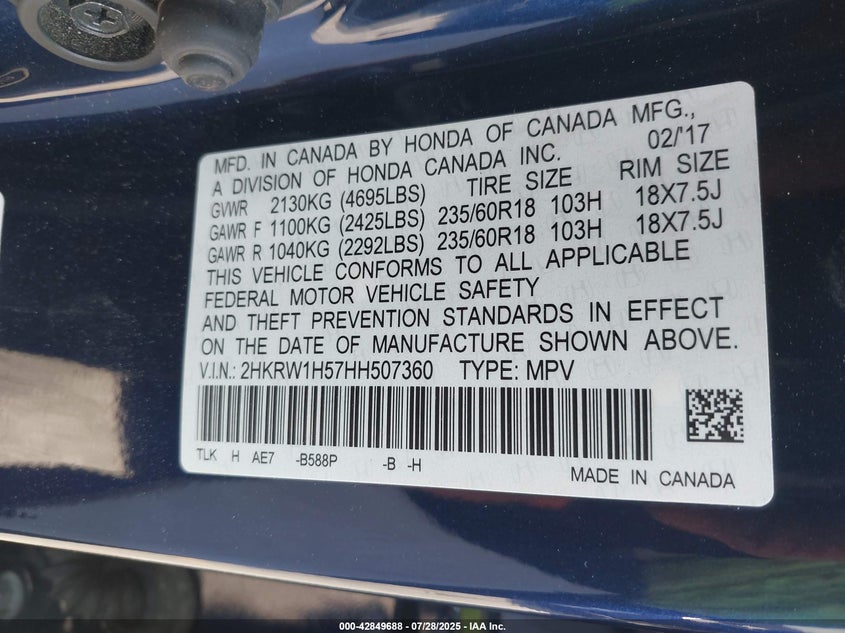 MFD. IN CANADA BY HONDA OF CANADA MFG.,
A DIVISION OF HONDA CANADA INC. 02/'17
GVWR 2130KG (4695LBS) TIRE SIZE RIM SIZE
GAWR F 1100KG (2425LBS) 235/60R18 103H 18X7.5J
GAWR R 1040KG (2292LBS) 235/60R18 103H 18X7.5J
THIS VEHICLE CONFORMS TO ALL APPLICABLE
FEDERAL MOTOR VEHICLE SAFETY
AND THEFT PREVENTION STANDARDS IN EFFECT
ON THE DATE OF MANUFACTURE SHOWN ABOVE.
V.I.N.: 2HKRW1H57HH507360 TYPE: MPV
TLK H AE7 -B588P -B -H
MADE IN CANADA
000-42849688 - 07/28/2025 - IAA Inc.